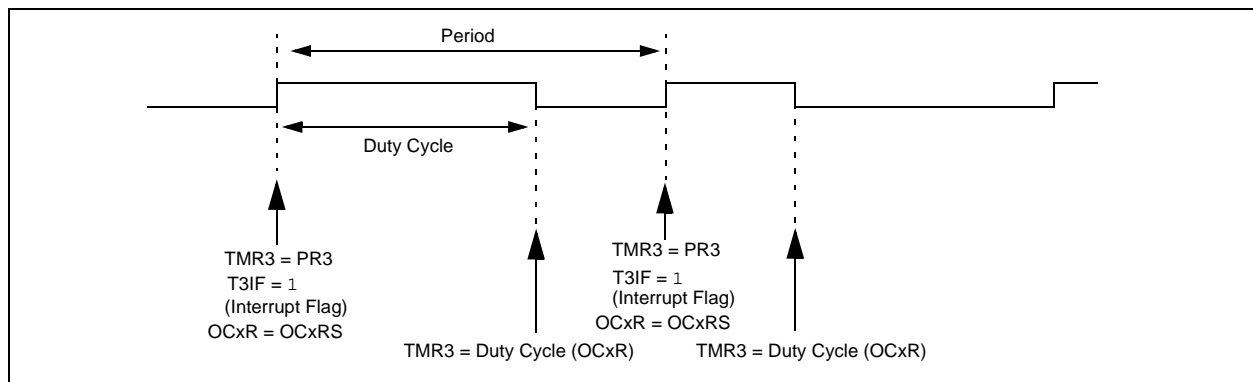 Period
Duty Cycle
TMR3 = PR3
T3IF = 1
(Interrupt Flag)
OCxR = OCxRS
TMR3 = Duty Cycle (OCxR)
TMR3 = PR3
T3IF = 1
(Interrupt Flag)
OCxR = OCxRS
TMR3 = Duty Cycle (OCxR)